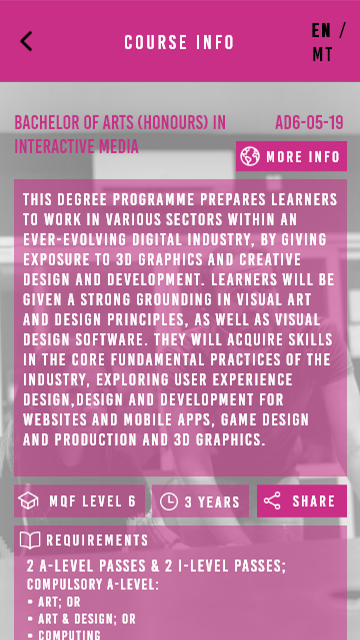 COURSE INFO
EN /
MT
BACHELOR OF ARTS (HONOURS) IN
INTERACTIVE MEDIA
AD6-05-19
MORE INFO
THIS DEGREE PROGRAMME PREPARES LEARNERS
TO WORK IN VARIOUS SECTORS WITHIN AN
EVER-EVOLVING DIGITAL INDUSTRY, BY GIVING
EXPOSURE TO 3D GRAPHICS AND CREATIVE
DESIGN AND DEVELOPMENT. LEARNERS WILL BE
GIVEN A STRONG GROUNDING IN VISUAL ART
AND DESIGN PRINCIPLES, AS WELL AS VISUAL
DESIGN SOFTWARE. THEY WILL ACQUIRE SKILLS
IN THE CORE FUNDAMENTAL PRACTICES OF THE
INDUSTRY, EXPLORING USER EXPERIENCE
DESIGN,DESIGN AND DEVELOPMENT FOR
WEBSITES AND MOBILE APPS, GAME DESIGN
AND PRODUCTION AND 3D GRAPHICS.
MQF LEVEL 6
3 YEARS
SHARE
REQUIREMENTS
2 A-LEVEL PASSES & 2 I-LEVEL PASSES;
COMPULSORY A-LEVEL:
• ART; OR
• ART & DESIGN; OR
• COMPUTING